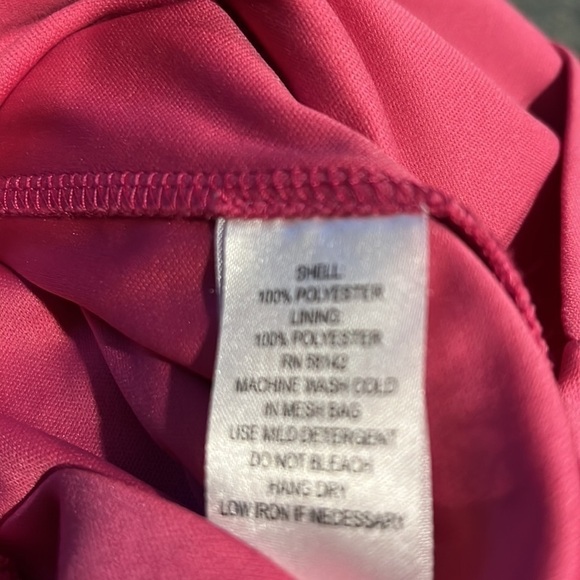 SHELL:
100% POLYESTER
LINING:
100% POLYESTER
RN
MACHINE WASH COLD
IN MESH BAG
USE MILD DETERGENT
DO NOT BLEACH
HANG DRY
LOW IRON IF NECESSARY